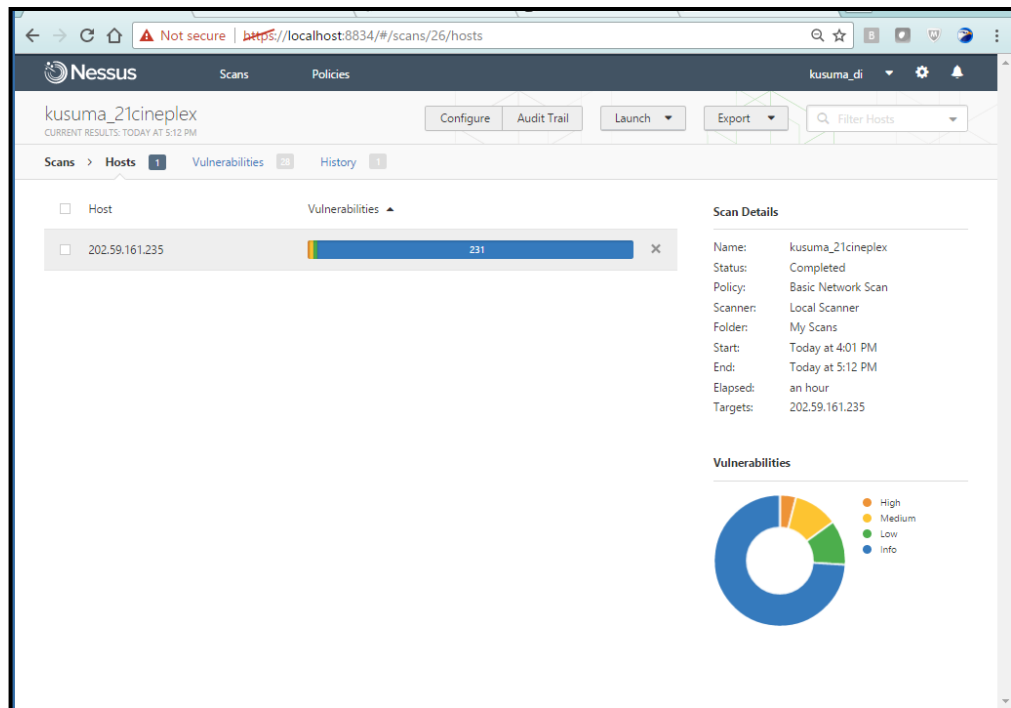 Not secure | https://localhost:8834/#/scans/26/hosts
Nessus Scans Policies kusuma_di
kusuma_21cineplex
CURRENT RESULTS: TODAY AT 5:12 PM
Configure Audit Trail Launch Export Filter Hosts
Scans > Hosts 1 Vulnerabilities 28 History 1
Host Vulnerabilities
202.59.161.235 231
Scan Details
Name: kusuma_21cineplex
Status: Completed
Policy: Basic Network Scan
Scanner: Local Scanner
Folder: My Scans
Start: Today at 4:01 PM
End: Today at 5:12 PM
Elapsed: an hour
Targets: 202.59.161.235
Vulnerabilities
High
Medium
Low
Info